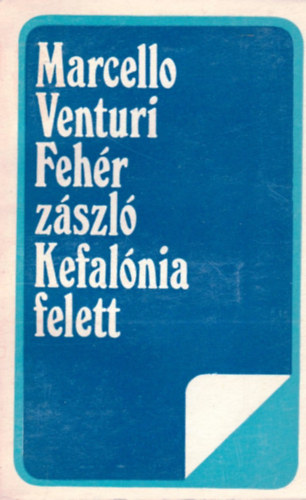 Marcello
Venturi
Fehér
zászló
Kefalónia
felett